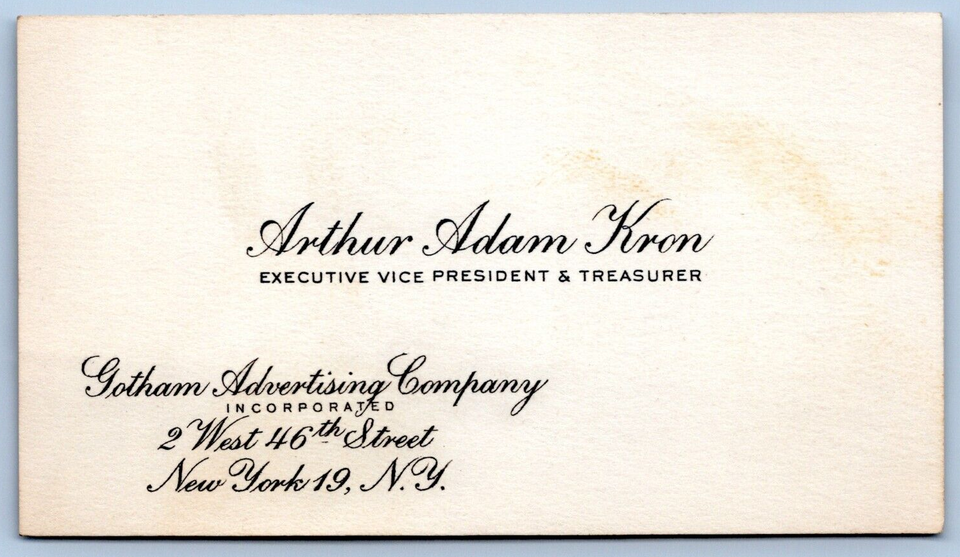 Arthur Adam Kron
EXECUTIVE VICE PRESIDENT & TREASURER
Gotham Advertising Company
INCORPORATED
2 West 46th Street
New York 19, N.Y.